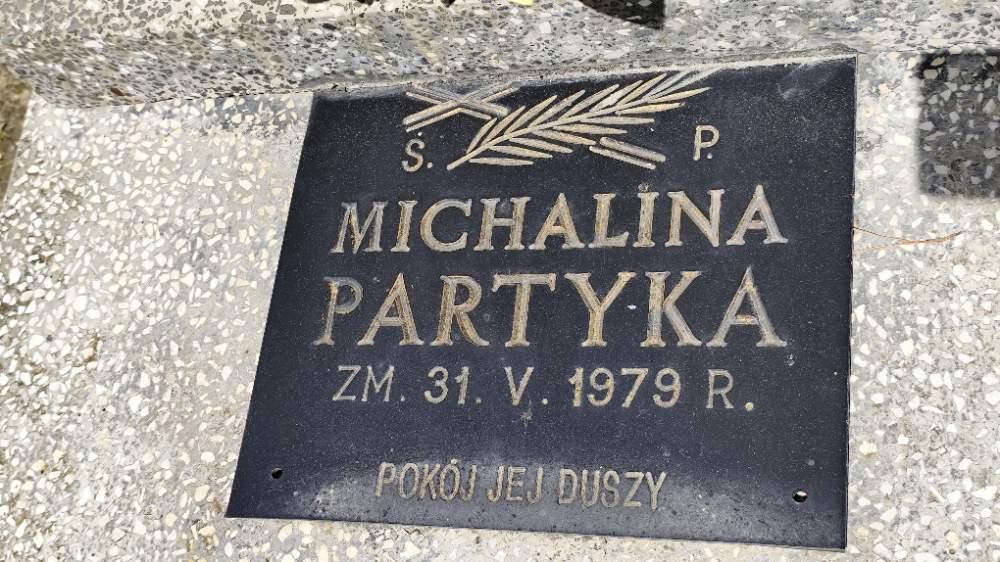 Ś. P.
MICHALINA
PARTYKA
ZM. 31. V. 1979 R.
POKÓJ JEJ DUSZY